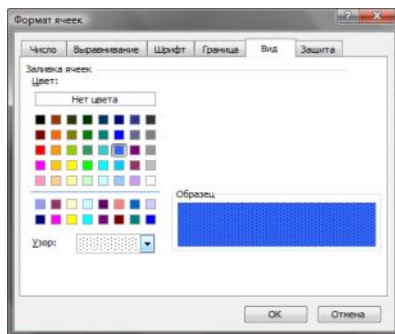 Формат ячеек
Число Выравнивание Шрифт Граница Вид Защита
Заливка ячеек
Цвет:
Нет цвета
Образец
Узор:
OK Отмена